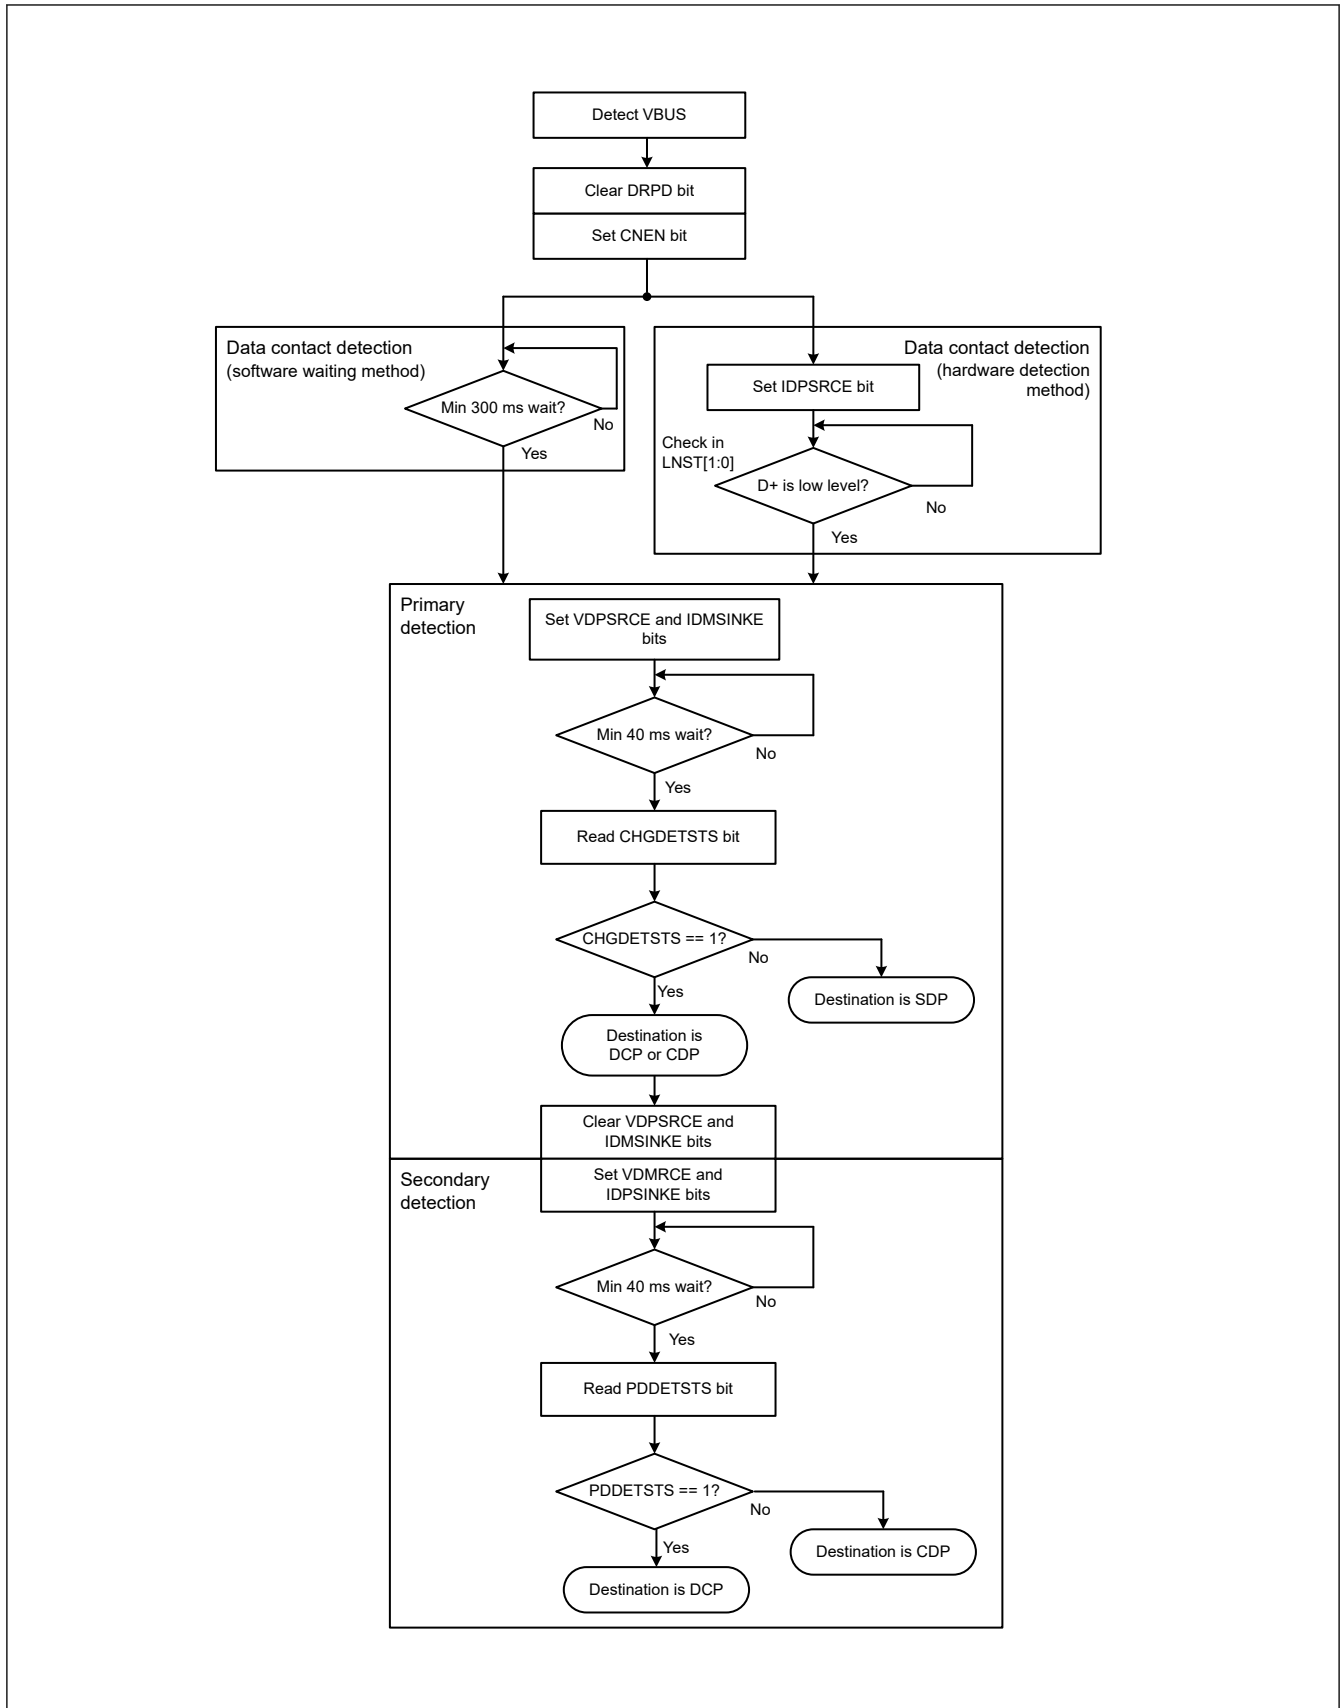 Detect VBUS
Clear DRPD bit
Set CNEN bit
Data contact detection
(software waiting method)
Min 300 ms wait?
No
Yes
Data contact detection
(hardware detection
method)
Set IDPSRCE bit
Check in
LNST[1:0]
D+ is low level?
No
Yes
Primary
detection
Set VDPSRCE and IDMSINKE
bits
Min 40 ms wait?
No
Yes
Read CHGDETSTS bit
CHGDETSTS == 1?
No
Yes
Destination is SDP
Destination is
DCP or CDP
Clear VDPSRCE and
IDMSINKE bits
Secondary
detection
Set VDMRCE and
IDPSINKE bits
Min 40 ms wait?
No
Yes
Read PDDETSTS bit
PDDETSTS == 1?
No
Yes
Destination is CDP
Destination is DCP